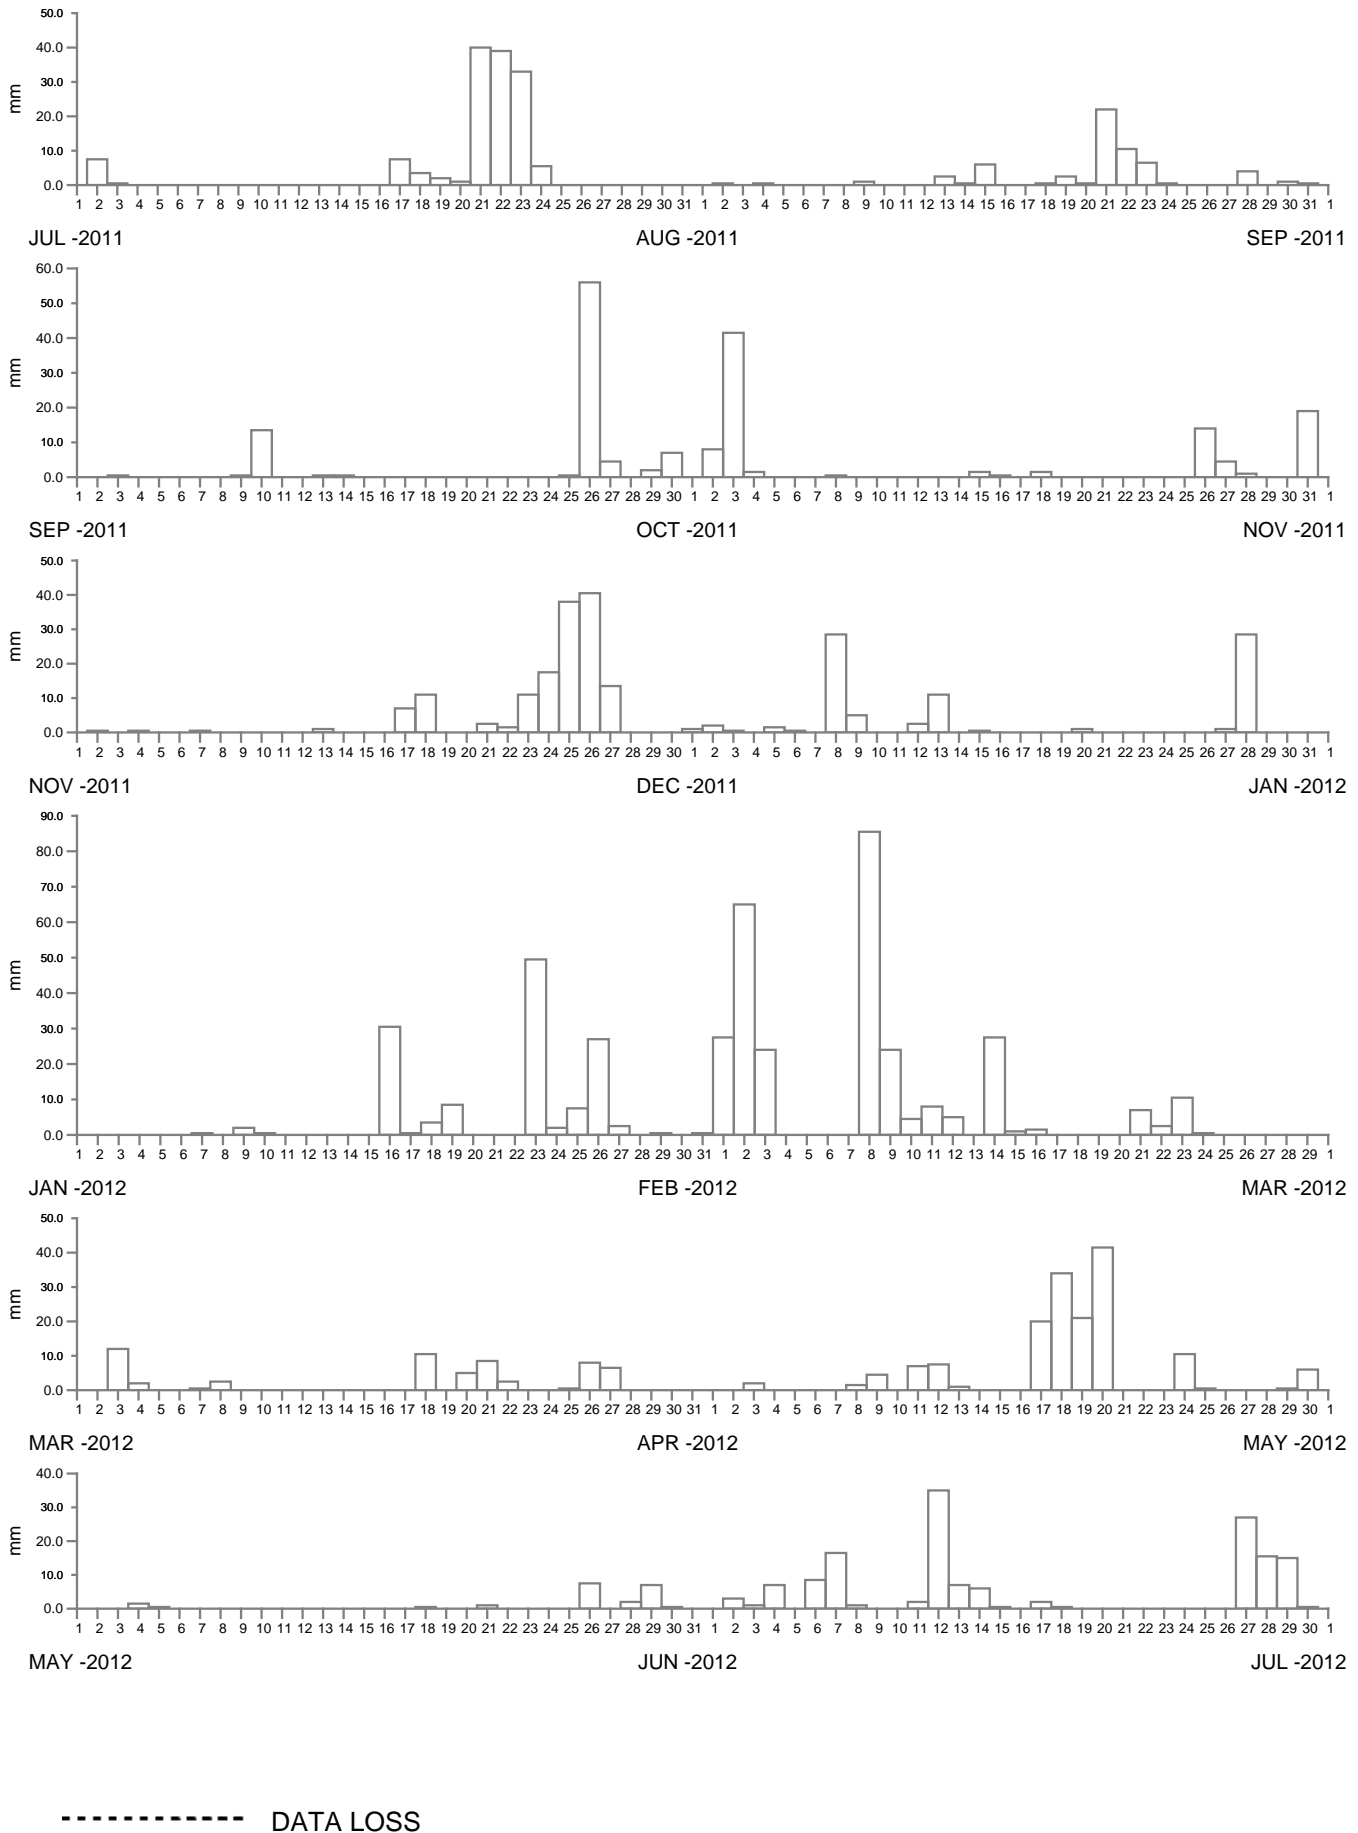 50.0
40.0
30.0
20.0
10.0
0.0
mm
1 2 3 4 5 6 7 8 9 10 11 12 13 14 15 16 17 18 19 20 21 22 23 24 25 26 27 28 29 30 31 1 2 3 4 5 6 7 8 9 10 11 12 13 14 15 16 17 18 19 20 21 22 23 24 25 26 27 28 29 30 31 1
JUL -2011 AUG -2011 SEP -2011
60.0
50.0
40.0
30.0
20.0
10.0
0.0
mm
1 2 3 4 5 6 7 8 9 10 11 12 13 14 15 16 17 18 19 20 21 22 23 24 25 26 27 28 29 30 1 2 3 4 5 6 7 8 9 10 11 12 13 14 15 16 17 18 19 20 21 22 23 24 25 26 27 28 29 30 31 1
SEP -2011 OCT -2011 NOV -2011
50.0
40.0
30.0
20.0
10.0
0.0
mm
1 2 3 4 5 6 7 8 9 10 11 12 13 14 15 16 17 18 19 20 21 22 23 24 25 26 27 28 29 30 1 2 3 4 5 6 7 8 9 10 11 12 13 14 15 16 17 18 19 20 21 22 23 24 25 26 27 28 29 30 31 1
NOV -2011 DEC -2011 JAN -2012
90.0
80.0
70.0
60.0
50.0
40.0
30.0
20.0
10.0
0.0
mm
1 2 3 4 5 6 7 8 9 10 11 12 13 14 15 16 17 18 19 20 21 22 23 24 25 26 27 28 29 30 31 1 2 3 4 5 6 7 8 9 10 11 12 13 14 15 16 17 18 19 20 21 22 23 24 25 26 27 28 29 1
JAN -2012 FEB -2012 MAR -2012
50.0
40.0
30.0
20.0
10.0
0.0
mm
1 2 3 4 5 6 7 8 9 10 11 12 13 14 15 16 17 18 19 20 21 22 23 24 25 26 27 28 29 30 31 1 2 3 4 5 6 7 8 9 10 11 12 13 14 15 16 17 18 19 20 21 22 23 24 25 26 27 28 29 30 1
MAR -2012 APR -2012 MAY -2012
40.0
30.0
20.0
10.0
0.0
mm
1 2 3 4 5 6 7 8 9 10 11 12 13 14 15 16 17 18 19 20 21 22 23 24 25 26 27 28 29 30 31 1 2 3 4 5 6 7 8 9 10 11 12 13 14 15 16 17 18 19 20 21 22 23 24 25 26 27 28 29 30 1
MAY -2012 JUN -2012 JUL -2012
DATA LOSS